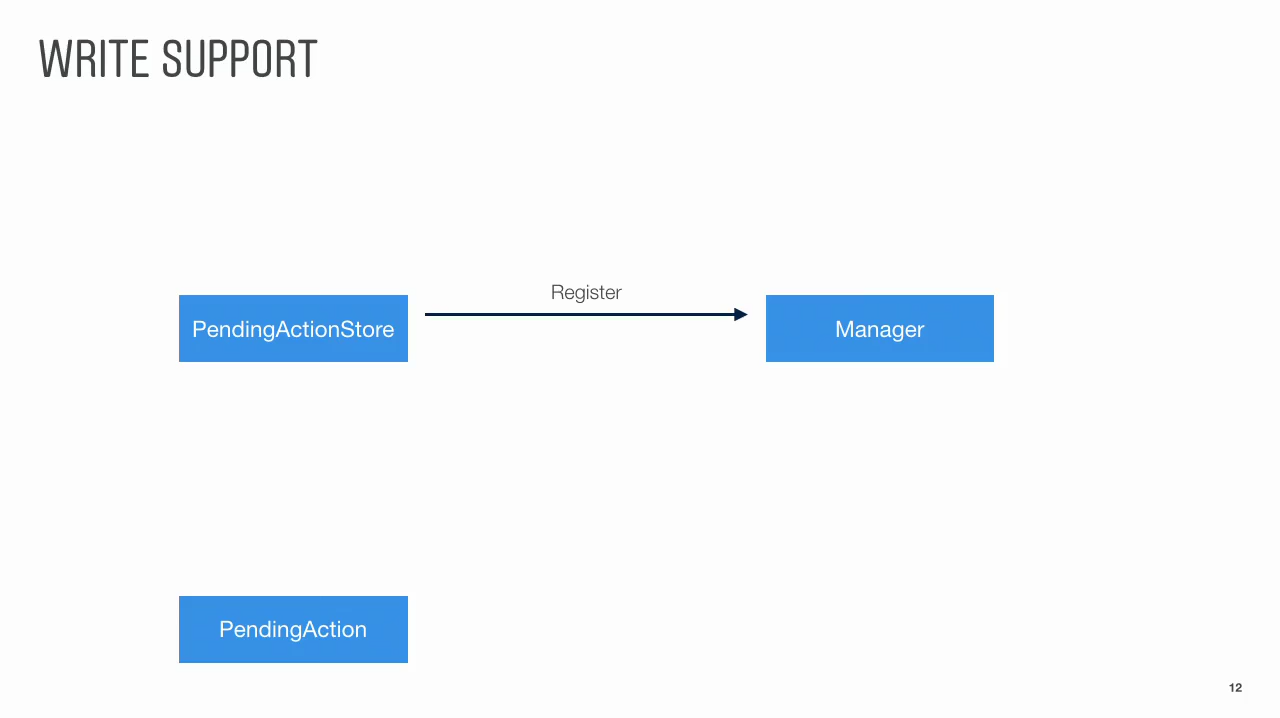 WRITE SUPPORT
Register
PendingActionStore
Manager
PendingAction
12